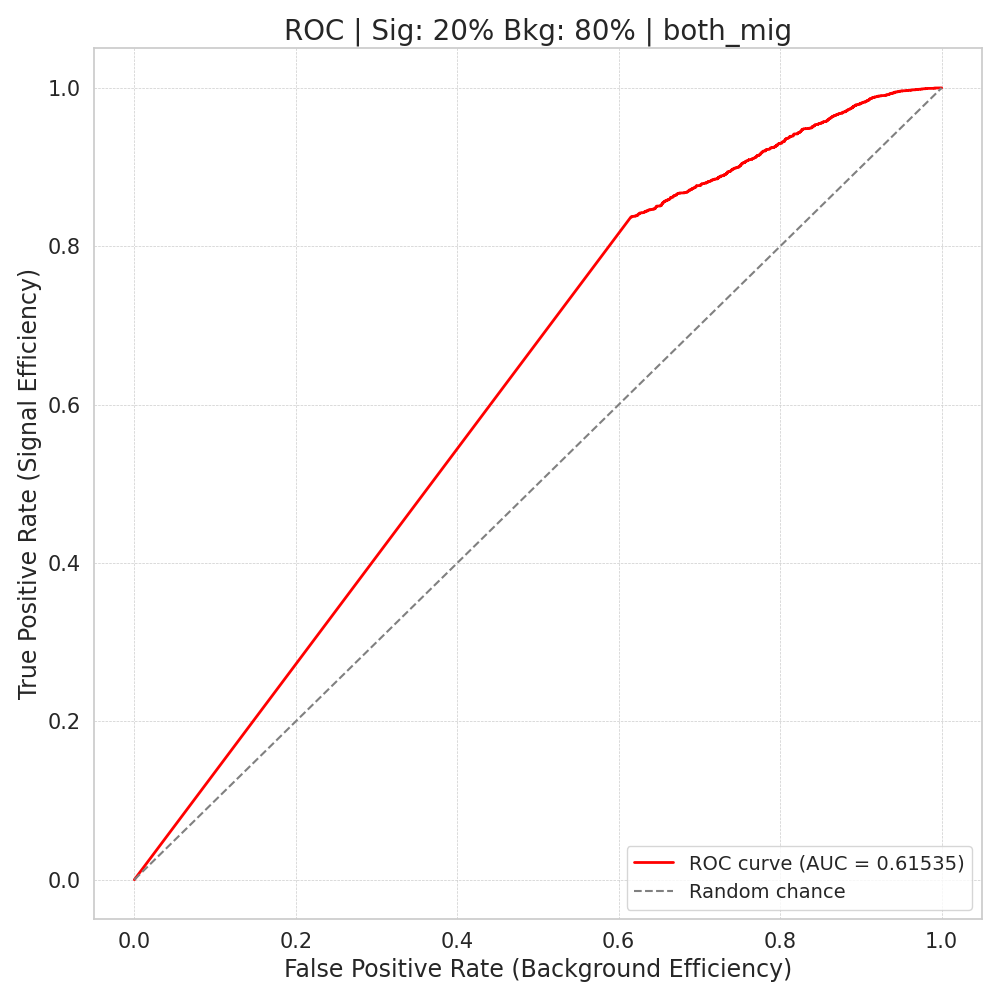 ROC | Sig: 20% Bkg: 80% | both_mig
True Positive Rate (Signal Efficiency)
1.0
0.8
0.6
0.4
0.2
0.0
ROC curve (AUC = 0.61535)
Random chance
0.0 0.2 0.4 0.6 0.8 1.0
False Positive Rate (Background Efficiency)